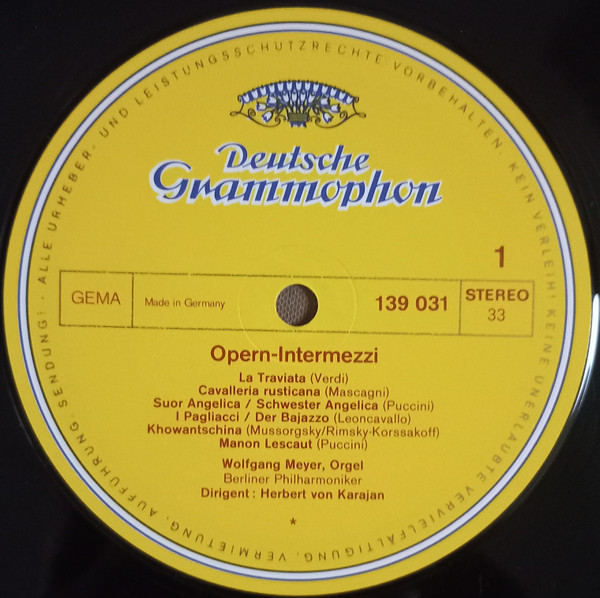 Deutsche
Grammophon
1
GEMA
Made in Germany
139 031
STEREO
33
Opern-Intermezzi
La Traviata (Verdi)
Cavalleria rusticana (Mascagni)
Suor Angelica / Schwester Angelica (Puccini)
I Pagliacci / Der Bajazzo (Leoncavallo)
Khowantschina (Mussorgsky/Rimsky-Korssakoff)
Manon Lescaut (Puccini)
Wolfgang Meyer, Orgel
Berliner Philharmoniker
Dirigent: Herbert von Karajan
*
· ALLE URHEBER- UND LEISTUNGSSCHUTZRECHTE VORBEHALTEN. KEIN VERLEIH! KEINE UNERLAUBTE VERVIELFÄLTIGUNG, VERMIETUNG, AUFFÜHRUNG, SENDUNG!